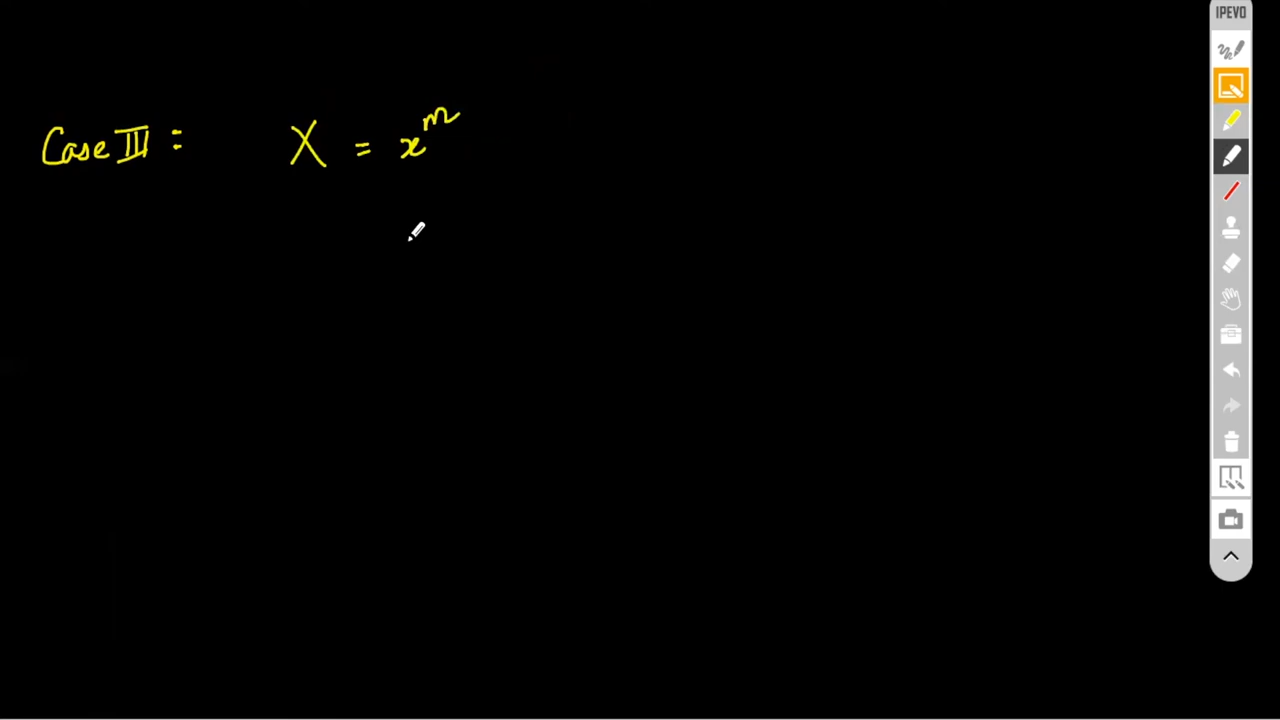 IPEVO
Case III : X = x^m